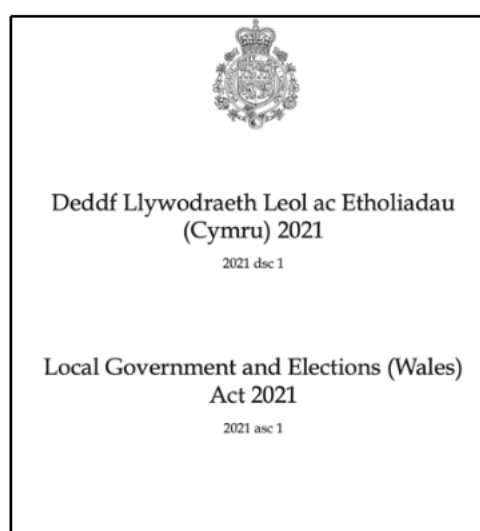 Deddf Llywodraeth Leol ac Etholiadau
(Cymru) 2021
2021 dsc 1
Local Government and Elections (Wales)
Act 2021
2021 asc 1